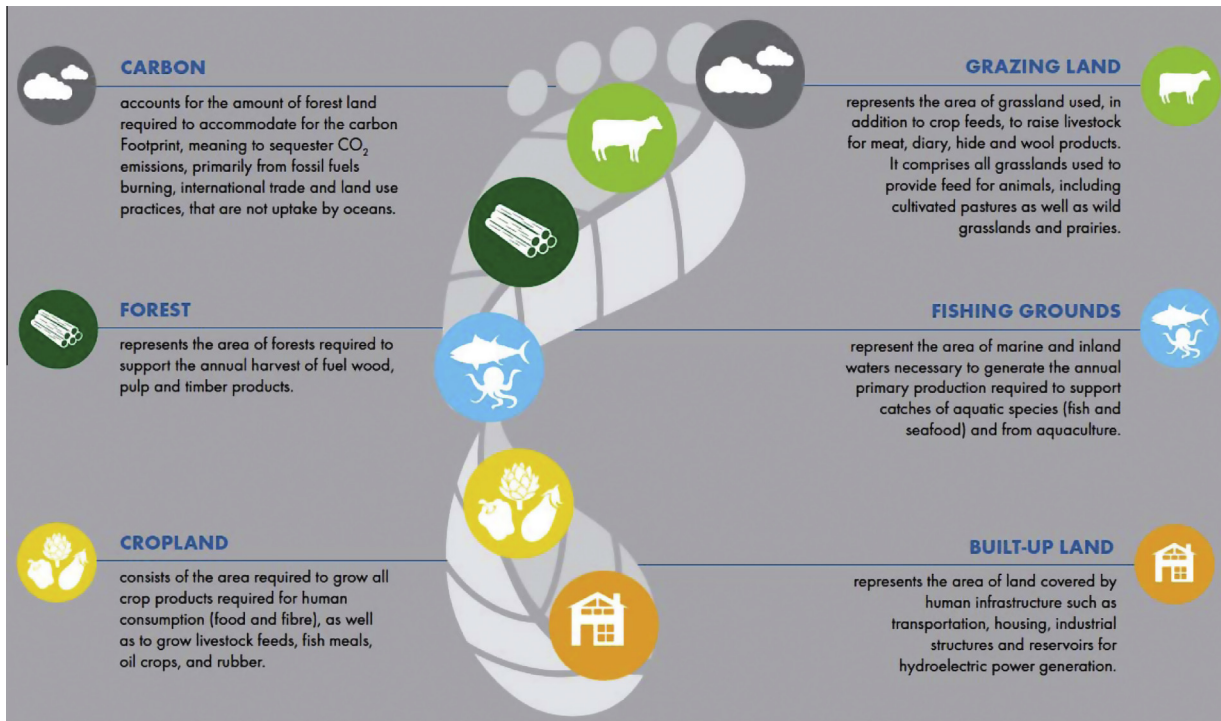 CARBON
accounts for the amount of forest land
required to accommodate for the carbon
Footprint, meaning to sequester CO₂
emissions, primarily from fossil fuels
burning, international trade and land use
practices, that are not uptake by oceans.
FOREST
represents the area of forests required to
support the annual harvest of fuel wood,
pulp and timber products.
CROPLAND
consists of the area required to grow all
crop products required for human
consumption (food and fibre), as well
as to grow livestock feeds, fish meals,
oil crops, and rubber.
GRAZING LAND
represents the area of grassland used, in
addition to crop feeds, to raise livestock
for meat, diary, hide and wool products.
It comprises all grasslands used to
provide feed for animals, including
cultivated pastures as well as wild
grasslands and prairies.
FISHING GROUNDS
represent the area of marine and inland
waters necessary to generate the annual
primary production required to support
catches of aquatic species (fish and
seafood) and from aquaculture.
BUILT-UP LAND
represents the area of land covered by
human infrastructure such as
transportation, housing, industrial
structures and reservoirs for
hydroelectric power generation.